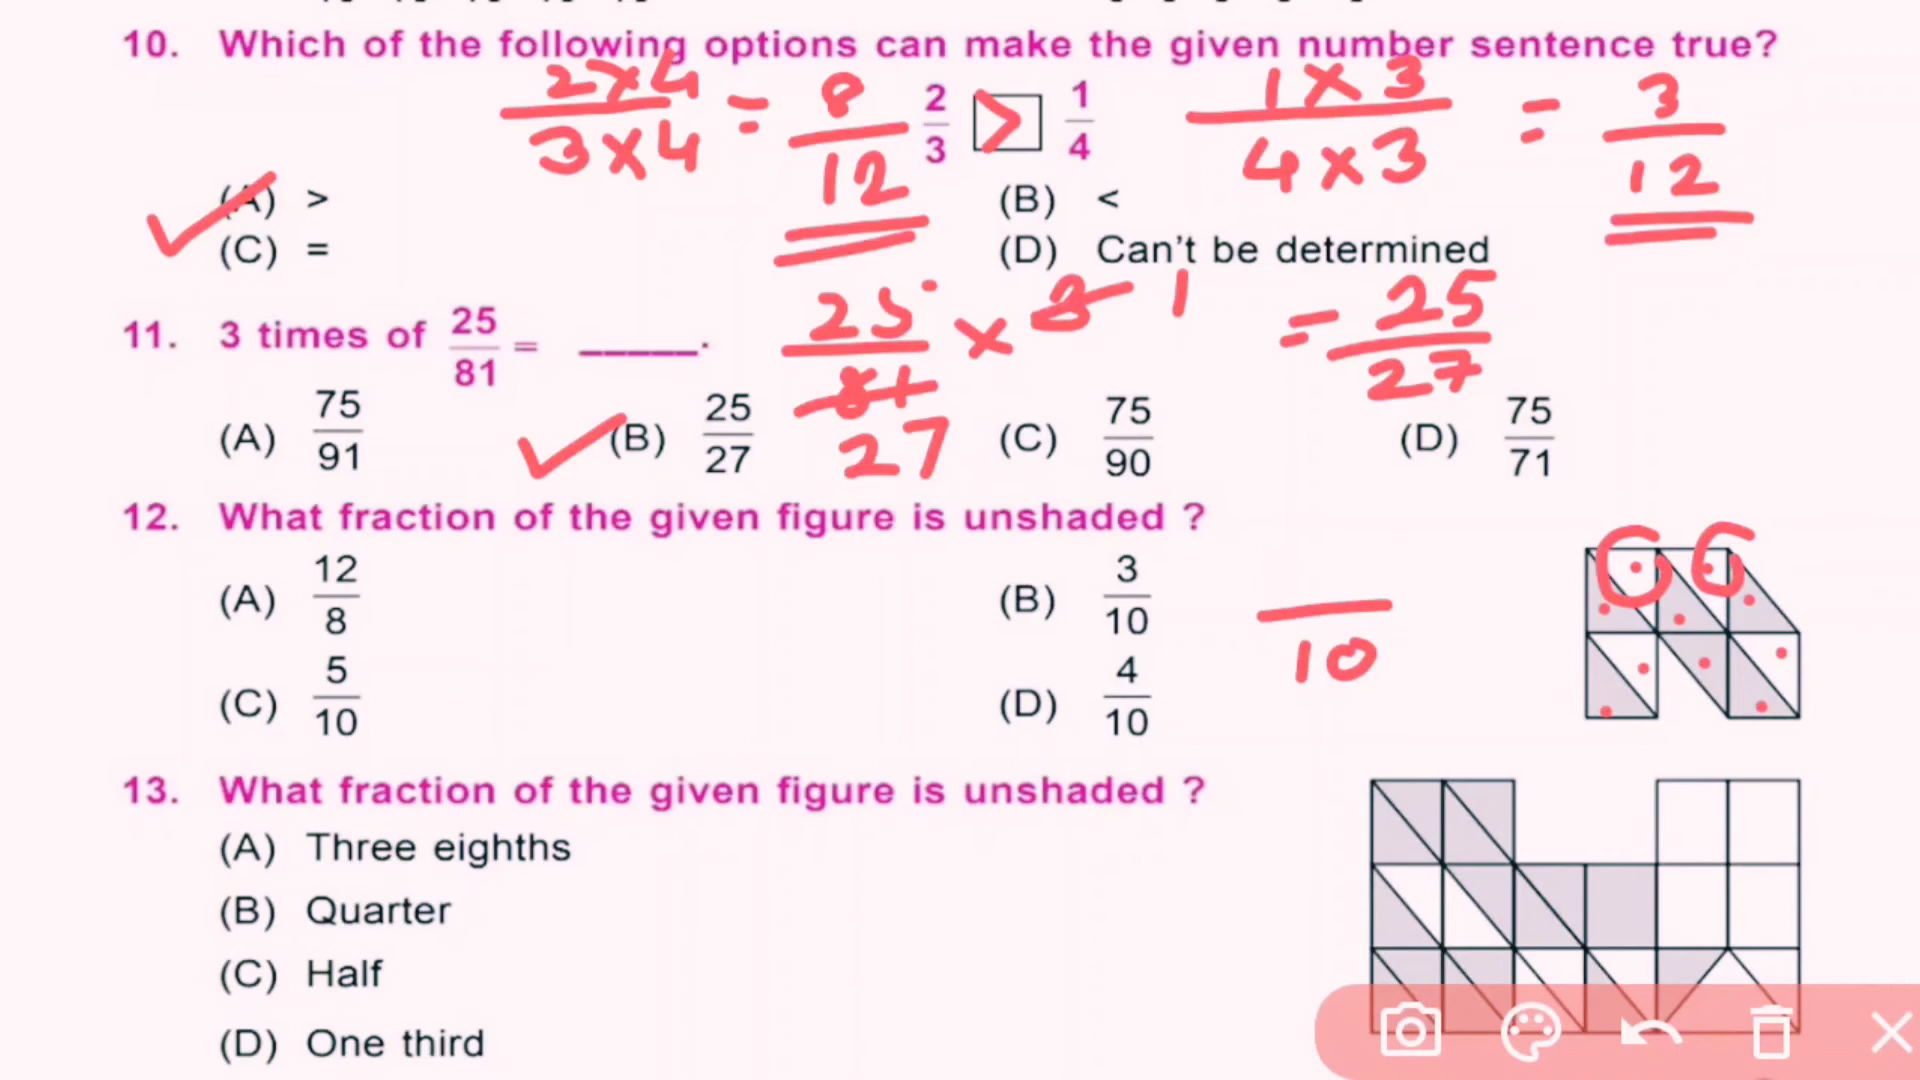 10. Which of the following options can make the given number sentence true?
2×4/3×4 = 8/12 2/3 > 1/4 1×3/4×3 = 3/12
(A) > (B) <
(C) = (D) Can't be determined
11. 3 times of 25/81 = _____. 25/81 × 3 1 = 25/27
27
(A) 75/91 (B) 25/27 (C) 75/90 (D) 75/71
12. What fraction of the given figure is unshaded ?
(A) 12/8 (B) 3/10
(C) 5/10 (D) 4/10
/10
13. What fraction of the given figure is unshaded ?
(A) Three eighths
(B) Quarter
(C) Half
(D) One third